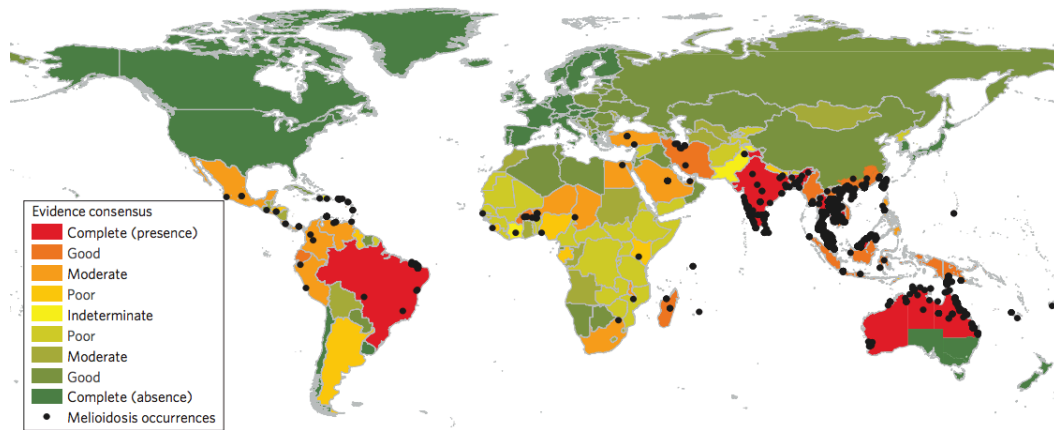 Evidence consensus
Complete (presence)
Good
Moderate
Poor
Indeterminate
Poor
Moderate
Good
Complete (absence)
Melioidosis occurrences